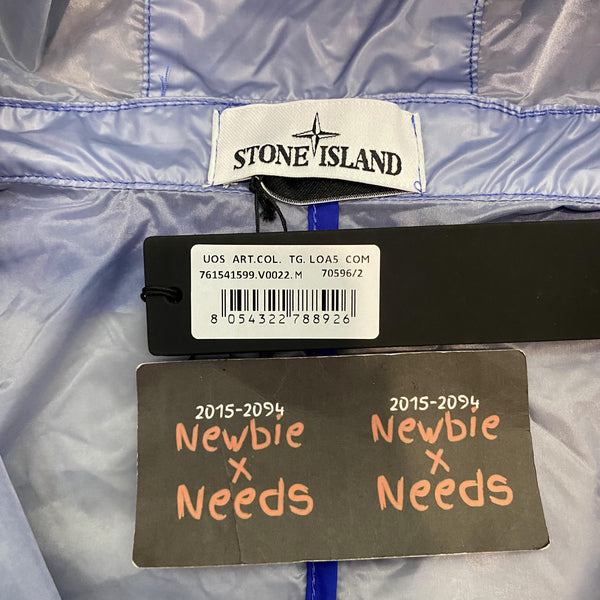 STONE ISLAND
UOS ART.COL. TG. LOA5 COM
761541599.V0022.M 70596/2
8 054322 788926
2015-2094
Newbie
x
Needs
2015-2094
Newbie
x
Needs